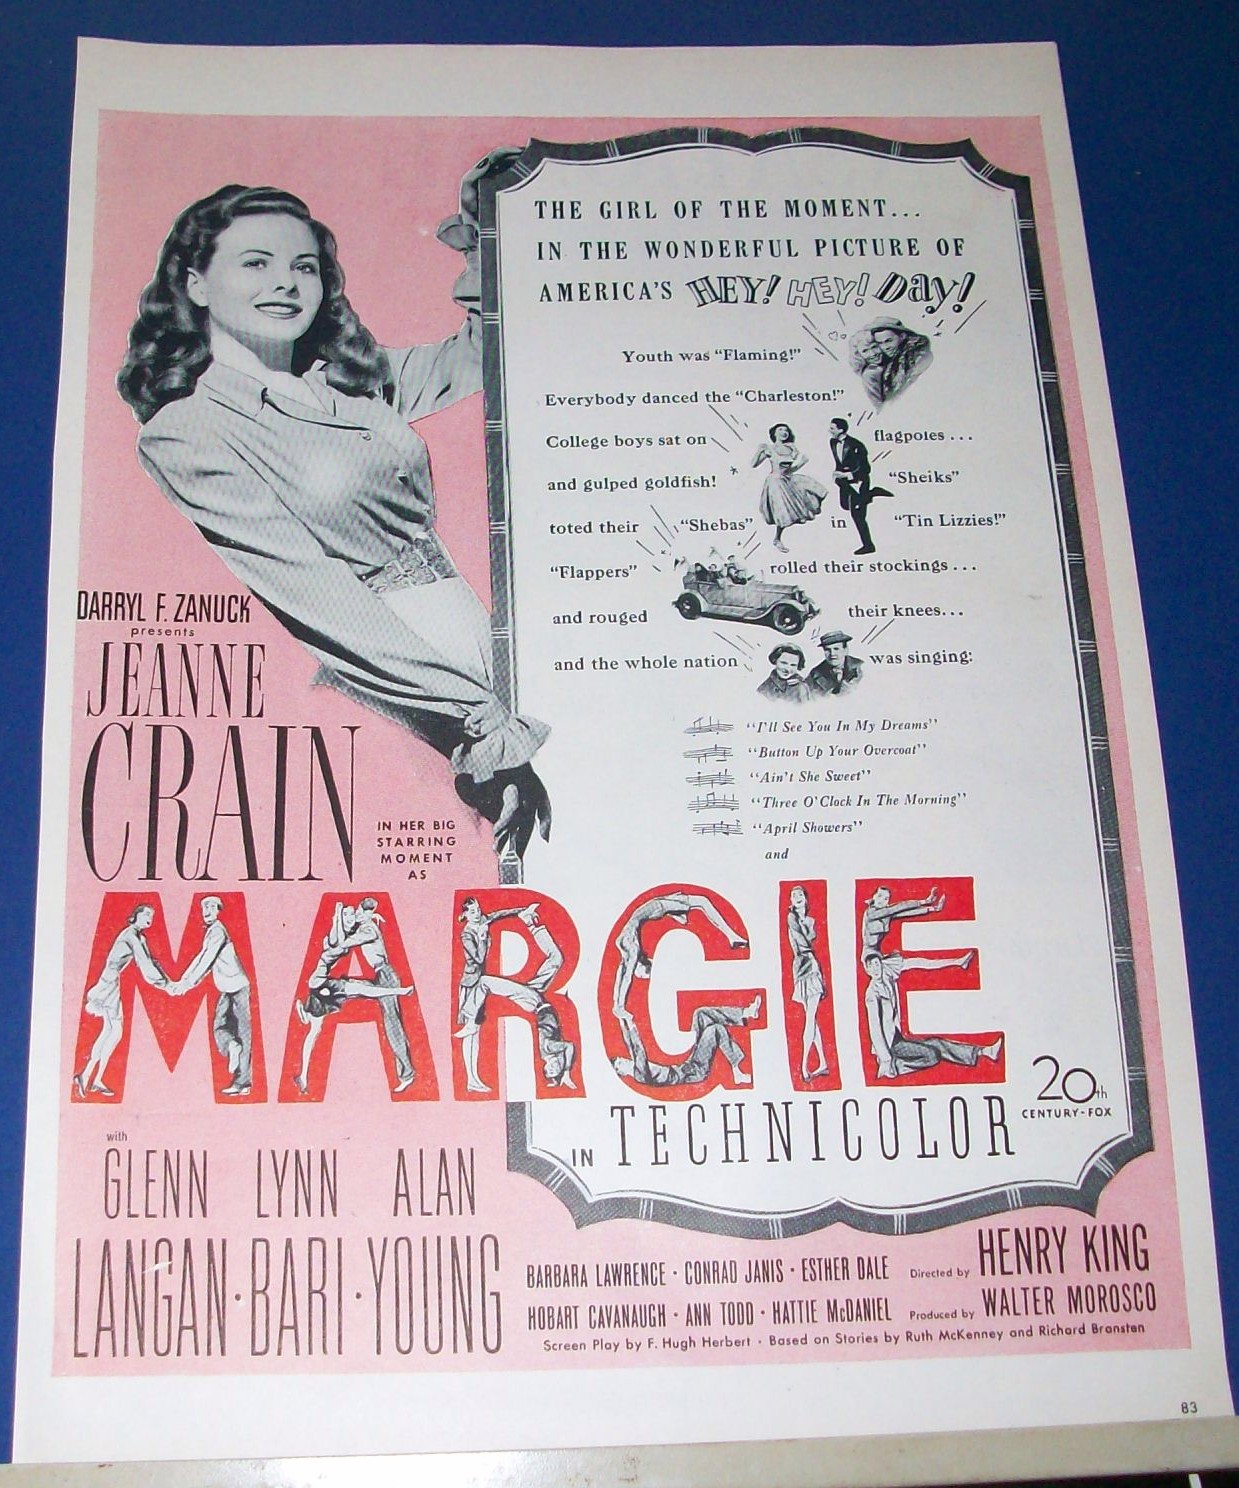 THE GIRL OF THE MOMENT...
IN THE WONDERFUL PICTURE OF
AMERICA'S HEY! HEY! Day!
Youth was "Flaming!"
Everybody danced the "Charleston!"
College boys sat on flagpoles...
and gulped goldfish! "Sheiks"
toted their "Shebas" in "Tin Lizzies!"
"Flappers" rolled their stockings...
and rouged their knees...
and the whole nation was singing:
"I'll See You In My Dreams"
"Button Up Your Overcoat"
"Ain't She Sweet"
"Three O'Clock In The Morning"
"April Showers"
and
DARRYL F. ZANUCK
presents
JEANNE
CRAIN
IN HER BIG
STARRING
MOMENT
AS
MARGIE
IN TECHNICOLOR
20th
CENTURY-FOX
with
GLENN LYNN ALAN
LANGAN · BARI · YOUNG
BARBARA LAWRENCE · CONRAD JANIS · ESTHER DALE
HOBART CAVANAUGH · ANN TODD · HATTIE McDANIEL
Directed by HENRY KING
Produced by WALTER MOROSCO
Screen Play by F. Hugh Herbert · Based on Stories by Ruth McKenney and Richard Bransten
83